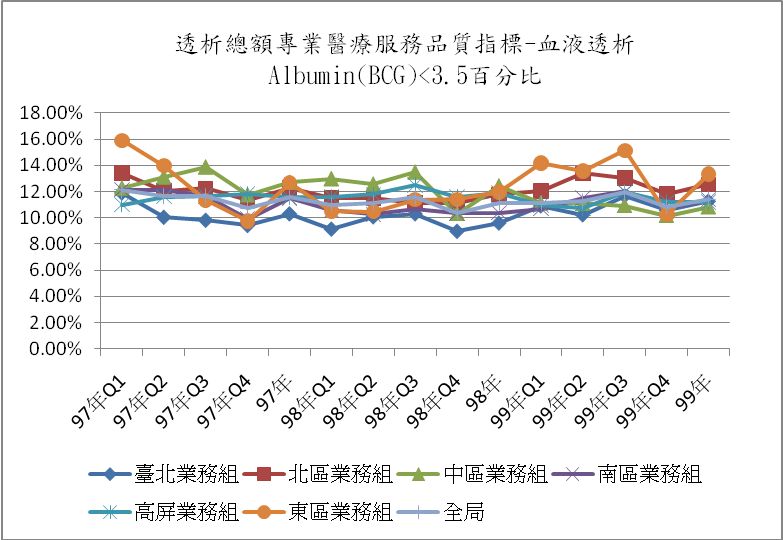 透析總額專業醫療服務品質指標-血液透析
Albumin(BCG)<3.5百分比
18.00%
16.00%
14.00%
12.00%
10.00%
8.00%
6.00%
4.00%
2.00%
0.00%
97年Q1
97年Q2
97年Q3
97年Q4
97年
98年Q1
98年Q2
98年Q3
98年Q4
98年
99年Q1
99年Q2
99年Q3
99年Q4
99年
臺北業務組 北區業務組 中區業務組 南區業務組
高屏業務組 東區業務組 全局